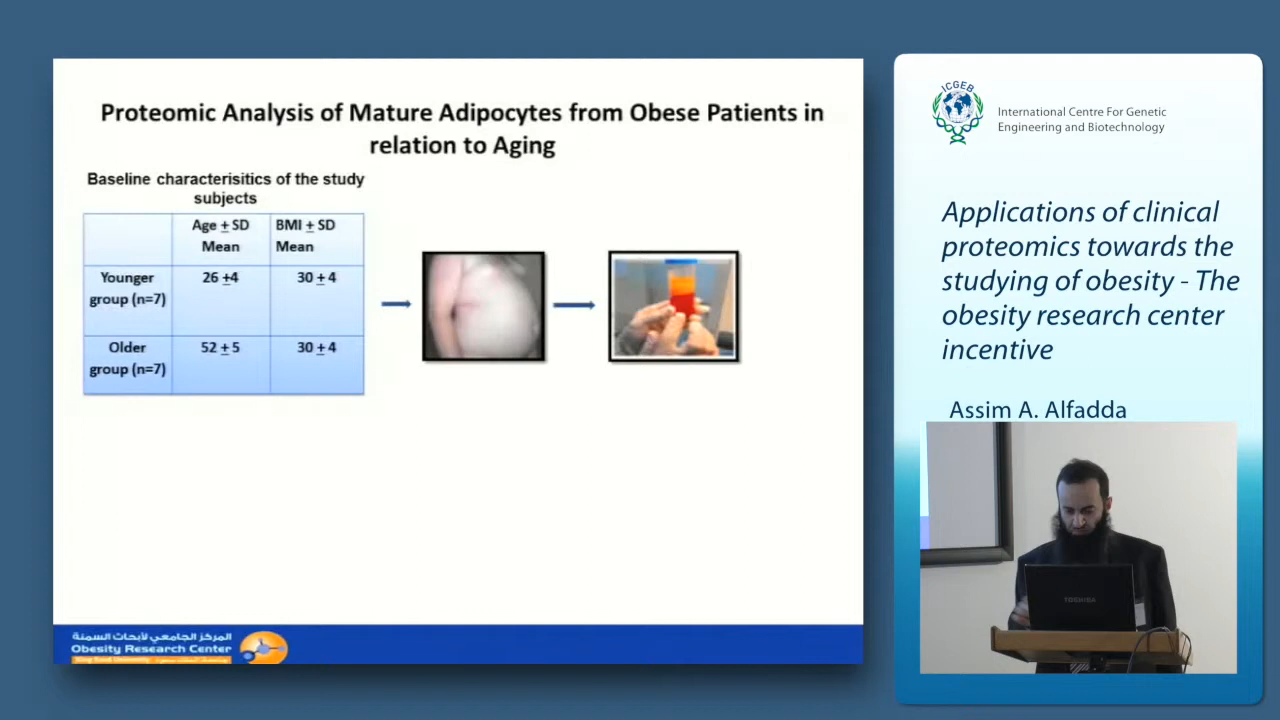 Proteomic Analysis of Mature Adipocytes from Obese Patients in
relation to Aging
Baseline characterisitics of the study
subjects
Age + SD
Mean
BMI + SD
Mean
Younger
group (n=7)
26 +4
30 + 4
Older
group (n=7)
52 + 5
30 + 4
المركز الجامعي لأبحاث السمنة
Obesity Research Center
ICGEB
International Centre For Genetic
Engineering and Biotechnology
Applications of clinical
proteomics towards the
studying of obesity - The
obesity research center
incentive
Assim A. Alfadda
TOSHIBA